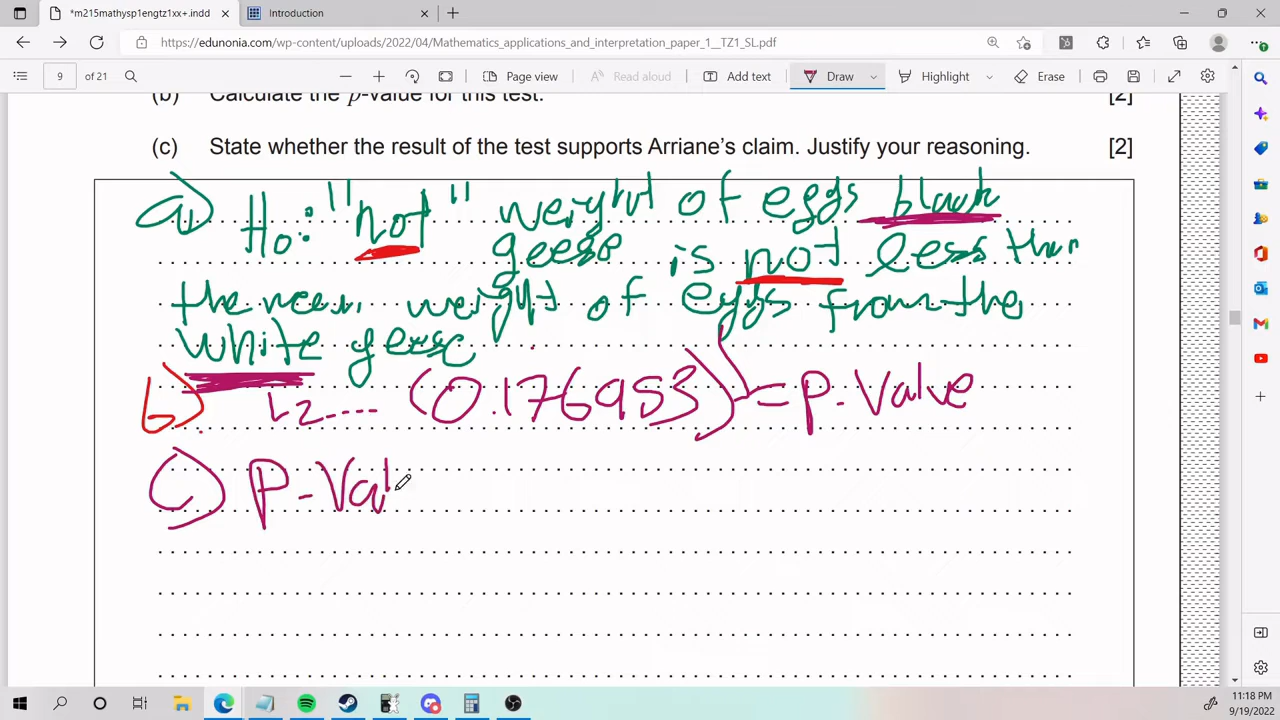 *m215mathysp1engtz1xx+.indd
Introduction
https://edunonia.com/wp-content/uploads/2022/04/Mathematics_applications_and_interpretation_paper_1__TZ1_SL.pdf
9 of 21
Page view
Read aloud
Add text
Draw
Highlight
Erase
(b) Calculate the p-value for this test. [2]
(c) State whether the result of the test supports Arriane's claim. Justify your reasoning. [2]
a) H0: "not" weight of eggs black
geese is not less than
the mean weight of eggs from the
white geese
b) (0.176953) = P-Value
c) P-Val
11:18 PM
9/19/2022